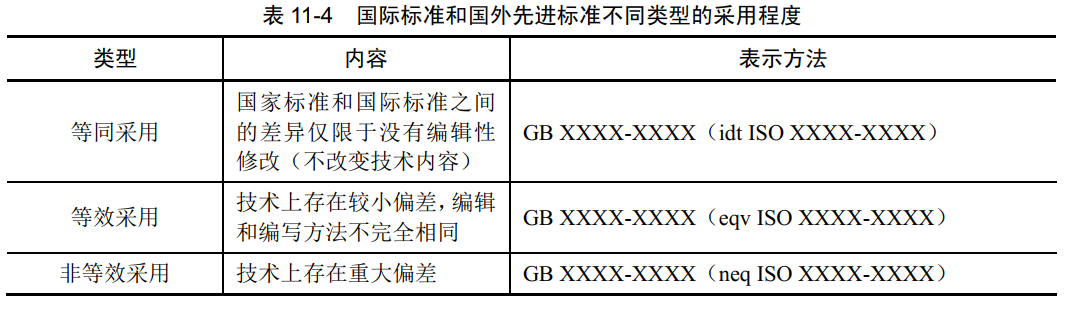 表 11-4 国际标准和国外先进标准不同类型的采用程度
类型 内容 表示方法
等同采用
国家标准和国际标准之间
的差异仅限于没有编辑性
修改（不改变技术内容）
GB XXXX-XXXX（idt ISO XXXX-XXXX）
等效采用
技术上存在较小偏差，编辑
和编写方法不完全相同
GB XXXX-XXXX（eqv ISO XXXX-XXXX）
非等效采用
技术上存在重大偏差
GB XXXX-XXXX（neq ISO XXXX-XXXX）